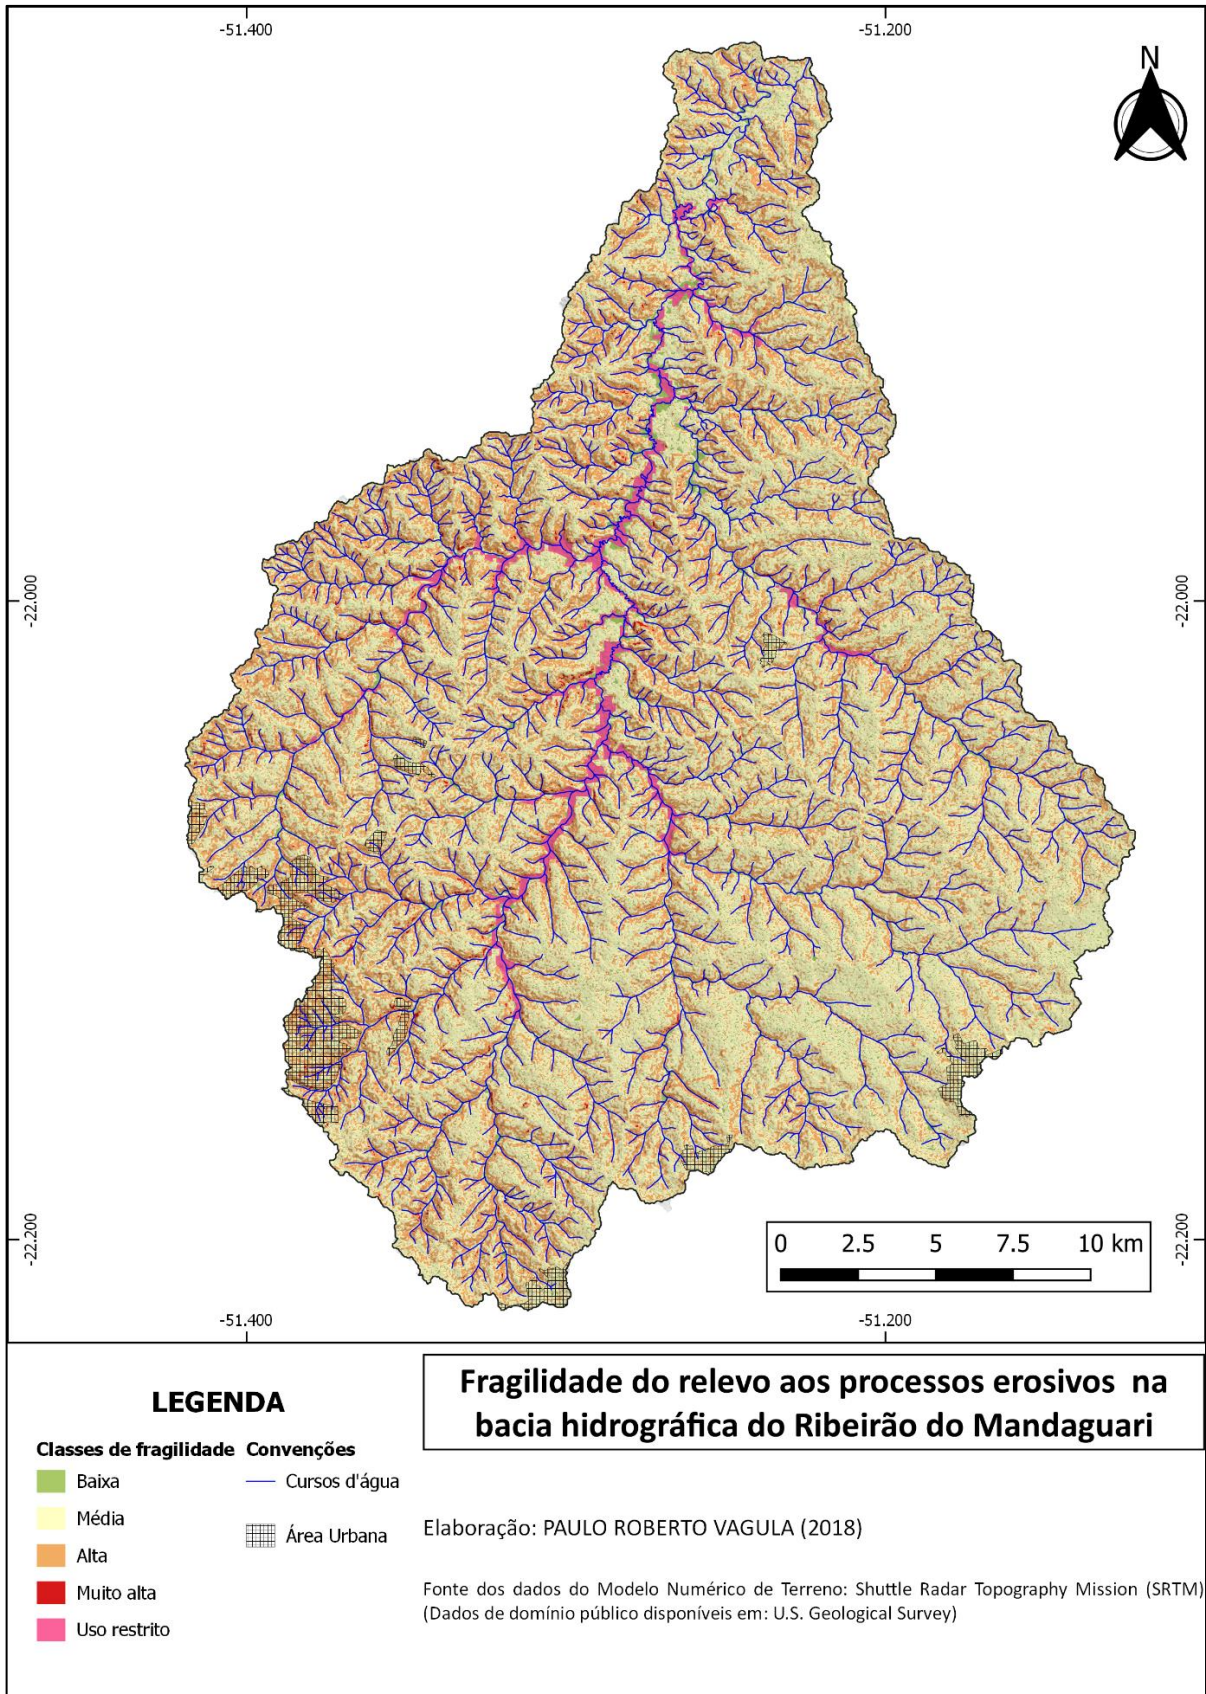 -51.400
-51.200
N
-22.000
-22.000
-22.200
-22.200
0 2.5 5 7.5 10 km
-51.400
-51.200
LEGENDA
Classes de fragilidade
Baixa
Média
Alta
Muito alta
Uso restrito
Convenções
Cursos d'água
Área Urbana
Fragilidade do relevo aos processos erosivos na
bacia hidrográfica do Ribeirão do Mandaguari
Elaboração: PAULO ROBERTO VAGULA (2018)
Fonte dos dados do Modelo Numérico de Terreno: Shuttle Radar Topography Mission (SRTM)
(Dados de domínio público disponíveis em: U.S. Geological Survey)